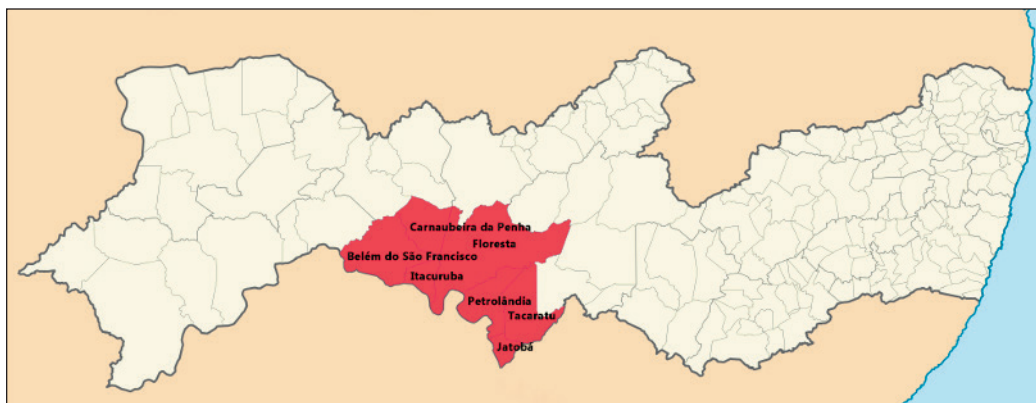 Carnaubeira da Penha
Floresta
Belém do São Francisco
Itacuruba
Petrolândia
Tacaratu
Jatobá